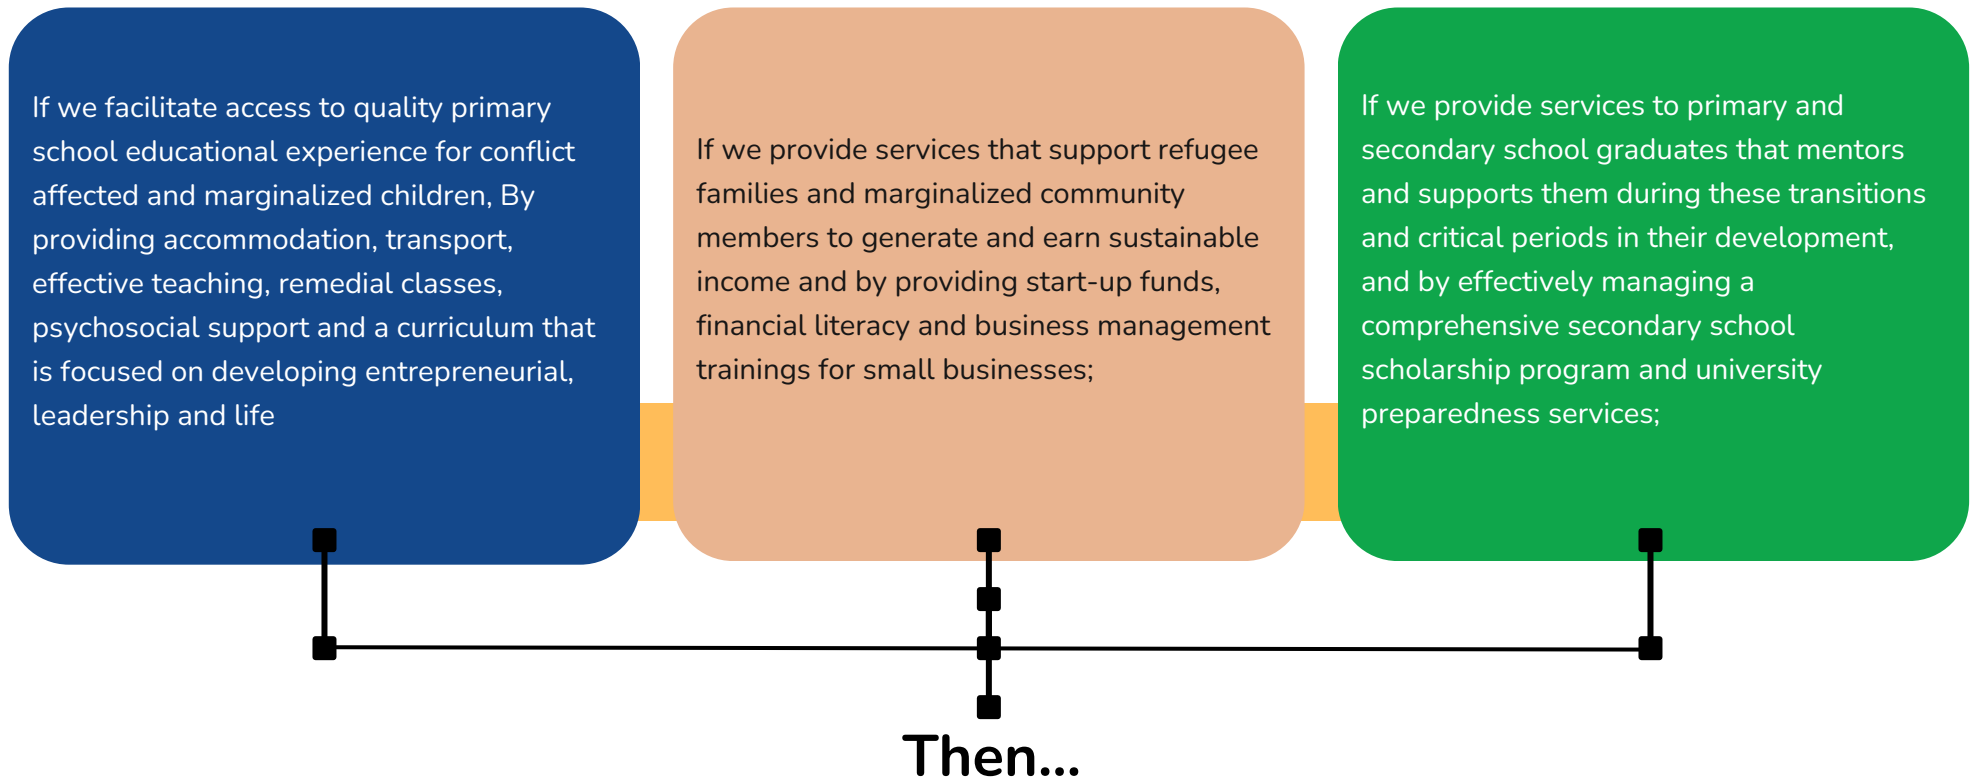 If we facilitate access to quality primary
school educational experience for conflict
affected and marginalized children, By
providing accommodation, transport,
effective teaching, remedial classes,
psychosocial support and a curriculum that
is focused on developing entrepreneurial,
leadership and life
If we provide services that support refugee
families and marginalized community
members to generate and earn sustainable
income and by providing start-up funds,
financial literacy and business management
trainings for small businesses;
If we provide services to primary and
secondary school graduates that mentors
and supports them during these transitions
and critical periods in their development,
and by effectively managing a
comprehensive secondary school
scholarship program and university
preparedness services;
Then...